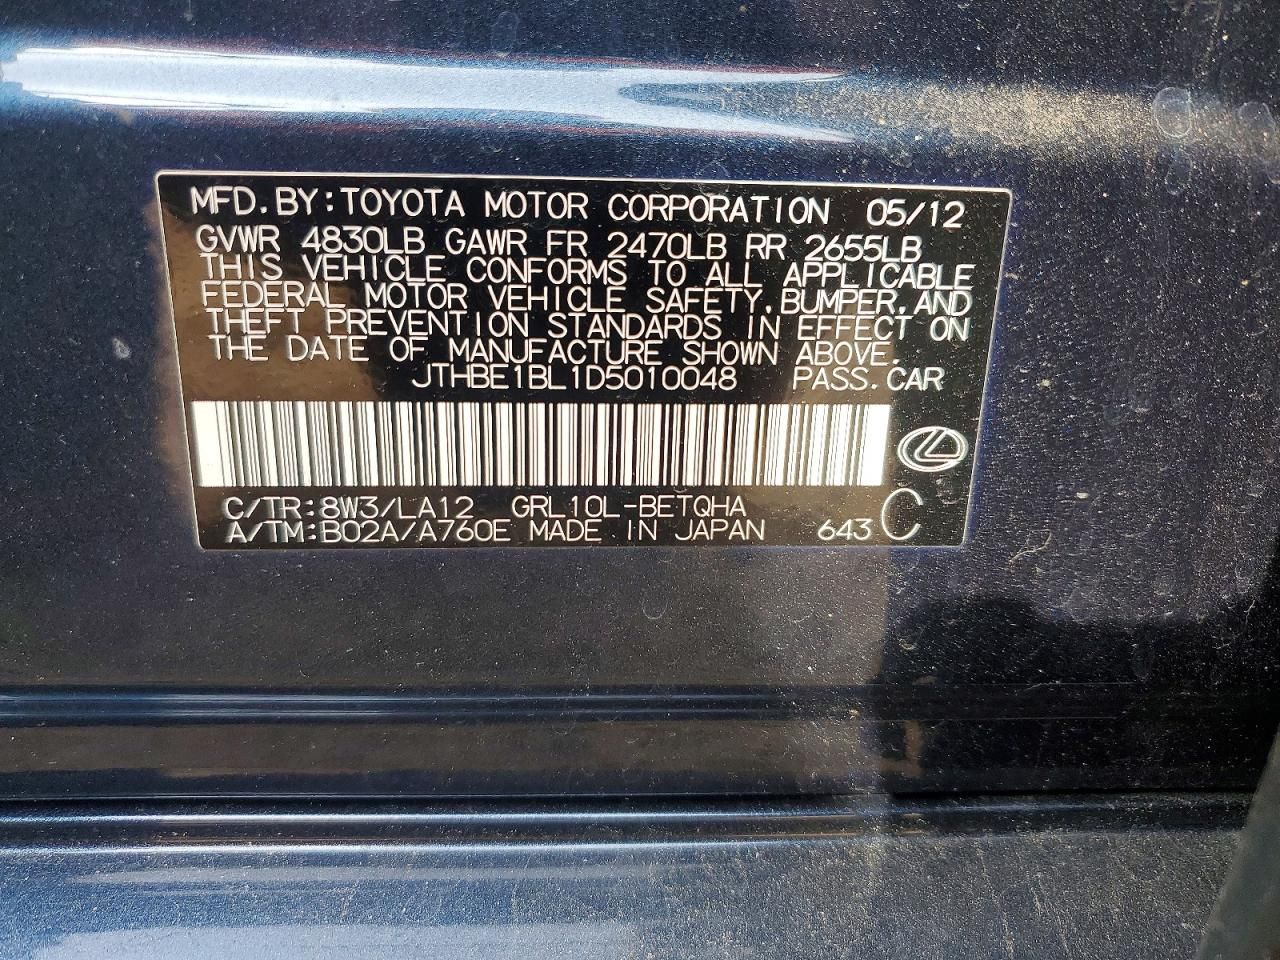 MFD.BY:TOYOTA MOTOR CORPORATION 05/12
GVWR 4830LB GAWR FR 2470LB RR 2655LB
THIS VEHICLE CONFORMS TO ALL APPLICABLE
FEDERAL MOTOR VEHICLE SAFETY,BUMPER,AND
THEFT PREVENTION STANDARDS IN EFFECT ON
THE DATE OF MANUFACTURE SHOWN ABOVE.
JTHBE1BL1D5010048 PASS.CAR
C/TR:8W3/LA12 GRL10L-BETQHA
A/TM:B02A/A760E MADE IN JAPAN 643 C